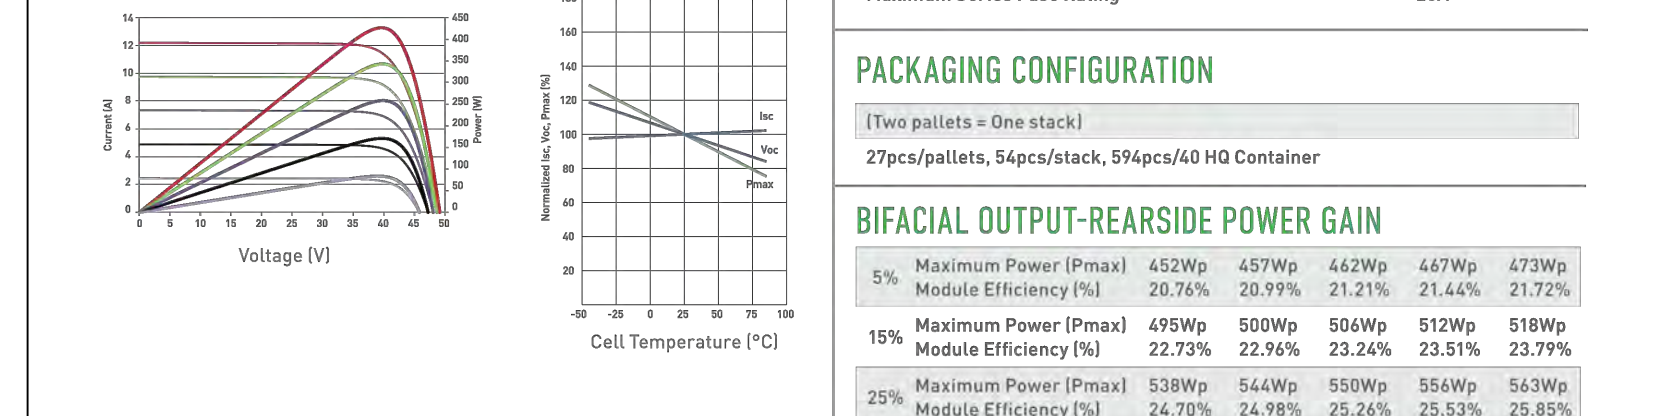 14
12
10
8
6
4
2
0
450
400
350
300
250
200
150
100
50
0
Current (A)
Power (W)
0 5 10 15 20 25 30 35 40 45 50
Voltage (V)
160
140
120
100
80
60
40
20
Normalized Isc, Voc, Pmax (%)
Isc
Voc
Pmax
-50 -25 0 25 50 75 100
Cell Temperature (°C)
PACKAGING CONFIGURATION
(Two pallets = One stack)
27pcs/pallets, 54pcs/stack, 594pcs/40 HQ Container
BIFACIAL OUTPUT-REARSIDE POWER GAIN
5% Maximum Power (Pmax) 452Wp 457Wp 462Wp 467Wp 473Wp
Module Efficiency (%) 20.76% 20.99% 21.21% 21.44% 21.72%
15% Maximum Power (Pmax) 495Wp 500Wp 506Wp 512Wp 518Wp
Module Efficiency (%) 22.73% 22.96% 23.24% 23.51% 23.79%
25% Maximum Power (Pmax) 538Wp 544Wp 550Wp 556Wp 563Wp
Module Efficiency (%) 24.70% 24.98% 25.26% 25.53% 25.85%